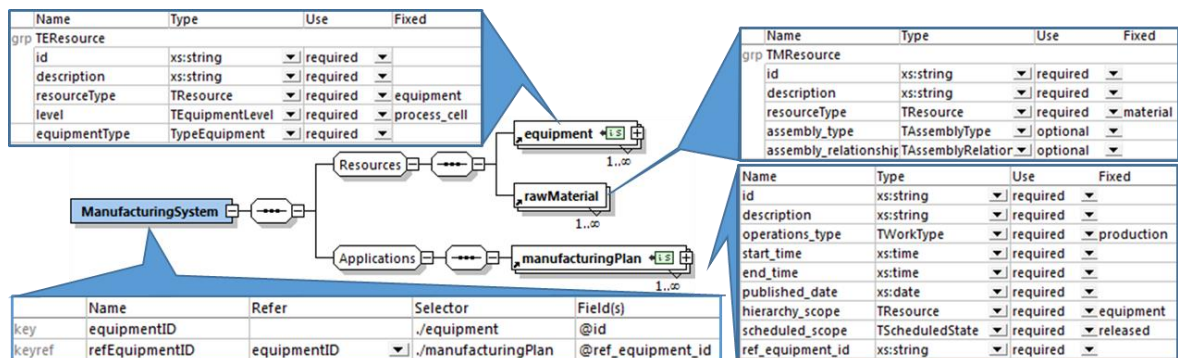 Name Type Use Fixed
grp TEResource
id xs:string required
description xs:string required
resourceType TResource required equipment
level TEquipmentLevel required process_cell
equipmentType TypeEquipment required
Name Type Use Fixed
grp TMResource
id xs:string required
description xs:string required
resourceType TResource required material
assembly_type TAssemblyType optional
assembly_relationship TAssemblyRelation optional
equipment is
1..∞
Resources
rawMaterial
1..∞
ManufacturingSystem
Applications
manufacturingPlan is
1..∞
Name Type Use Fixed
id xs:string required
description xs:string required
operations_type TWorkType required production
start_time xs:time required
end_time xs:time required
published_date xs:date required
hierarchy_scope TResource required equipment
scheduled_scope TScheduledState required released
ref_equipment_id xs:string required
Name Refer Selector Field(s)
key equipmentID ./equipment @id
keyref refEquipmentID equipmentID ./manufacturingPlan @ref_equipment_id